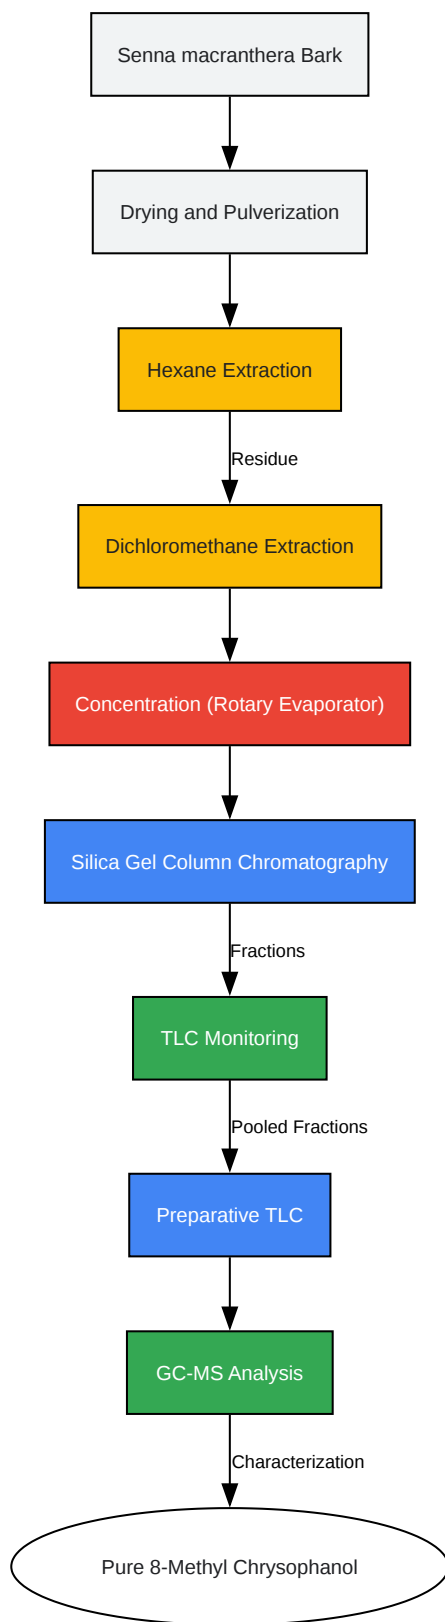 Senna macranthera Bark
Drying and Pulverization
Hexane Extraction
Residue
Dichloromethane Extraction
Concentration (Rotary Evaporator)
Silica Gel Column Chromatography
Fractions
TLC Monitoring
Pooled Fractions
Preparative TLC
GC-MS Analysis
Characterization
Pure 8-Methyl Chrysophanol